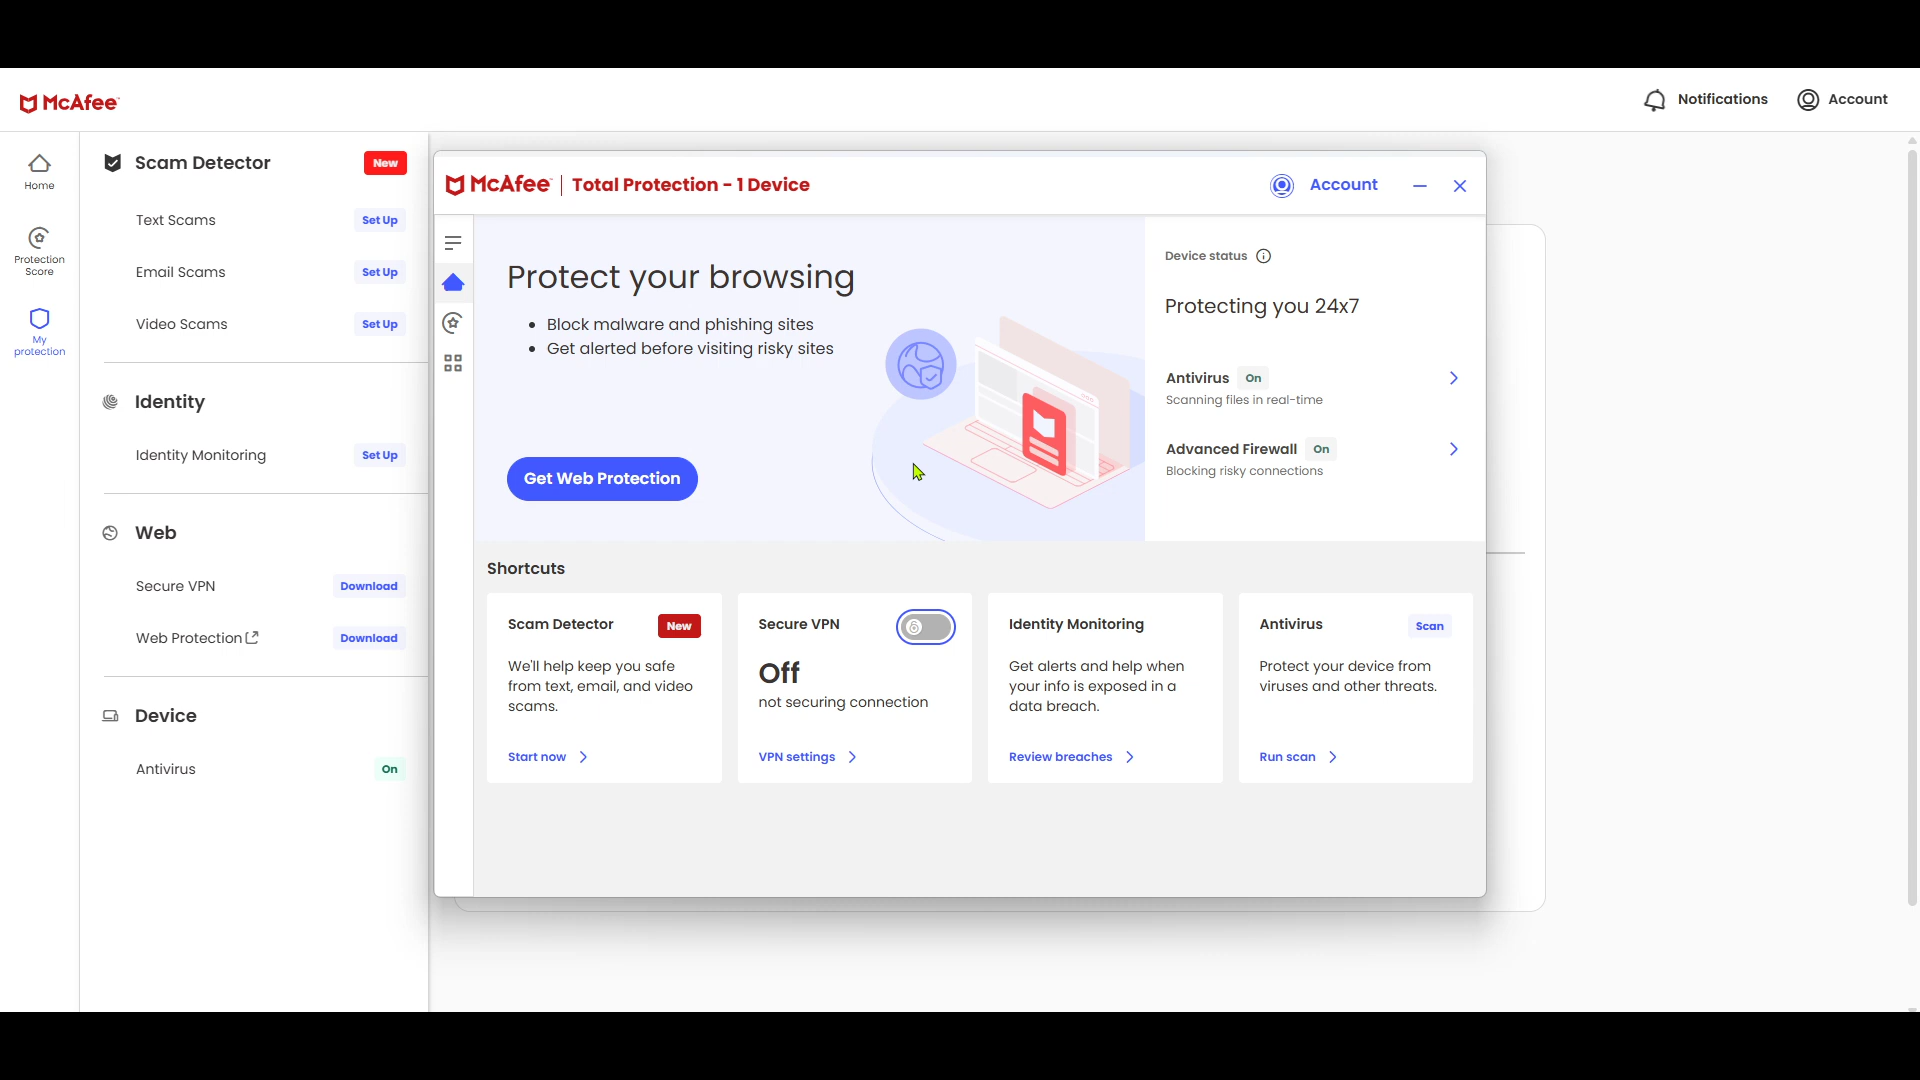 McAfee
Notifications
Account
Home
Protection
Score
My
protection
Scam Detector New
Text Scams Set Up
Email Scams Set Up
Video Scams Set Up
Identity
Identity Monitoring Set Up
Web
Secure VPN Download
Web Protection Download
Device
Antivirus On
McAfee Total Protection - 1 Device
Account
Protect your browsing
• Block malware and phishing sites
• Get alerted before visiting risky sites
Get Web Protection
Device status
Protecting you 24x7
Antivirus On
Scanning files in real-time
Advanced Firewall On
Blocking risky connections
Shortcuts
Scam Detector New
We'll help keep you safe
from text, email, and video
scams.
Start now
Secure VPN
Off
not securing connection
VPN settings
Identity Monitoring
Get alerts and help when
your info is exposed in a
data breach.
Review breaches
Antivirus Scan
Protect your device from
viruses and other threats.
Run scan